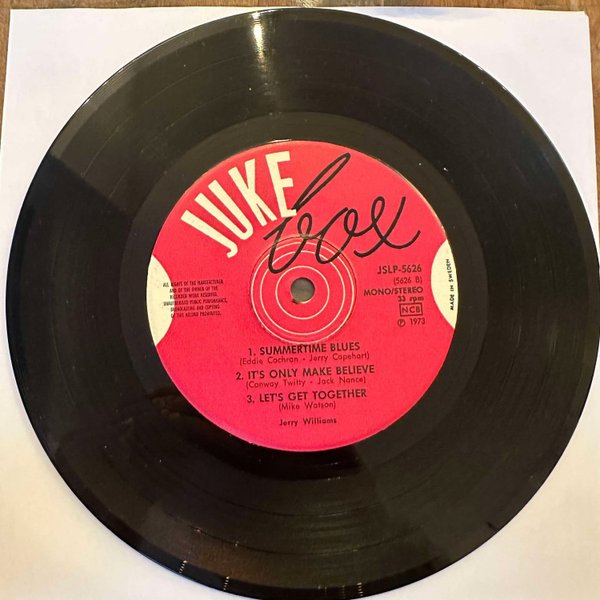 JUKE box
JSLP-5626
(5626 B)
MONO/STEREO
33 rpm
NCB
Ⓟ 1973
MADE IN SWEDEN
ALL RIGHTS OF THE MANUFACTURER
AND OF THE OWNER OF THE
RECORDED WORK RESERVED.
UNAUTHORIZED PUBLIC PERFORMANCE,
BROADCASTING AND COPYING
OF THIS RECORD PROHIBITED.
1. SUMMERTIME BLUES
(Eddie Cochran - Jerry Capehart)
2. IT'S ONLY MAKE BELIEVE
(Conway Twitty - Jack Nance)
3. LET'S GET TOGETHER
(Mike Watson)
Jerry Williams